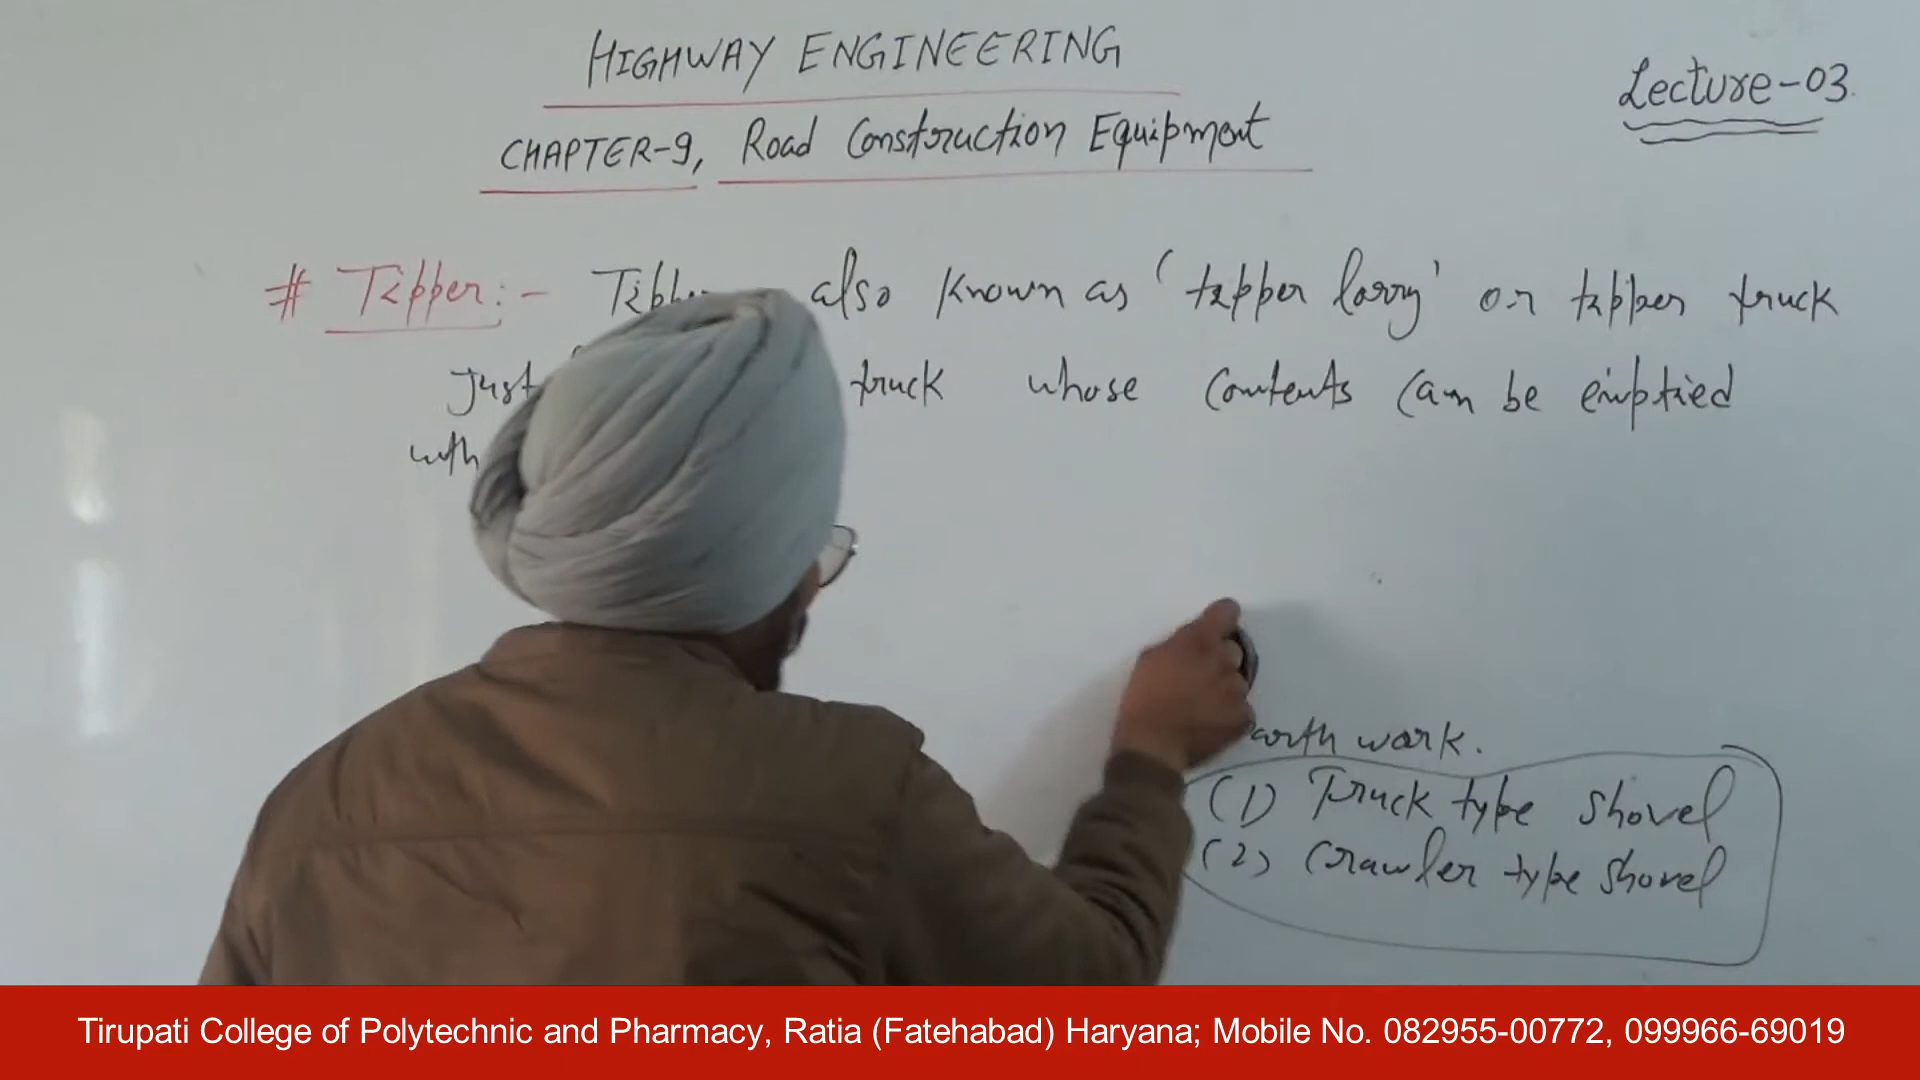 HIGHWAY ENGINEERING
Lecture-03
CHAPTER-9, Road Construction Equipment
# Tipper:- also known as 'tipper lorry' or tipper truck
Just truck whose contents can be emptied
with
earth work.
(1) Truck type shovel
(2) Crawler type shovel
Tirupati College of Polytechnic and Pharmacy, Ratia (Fatehabad) Haryana; Mobile No. 082955-00772, 099966-69019